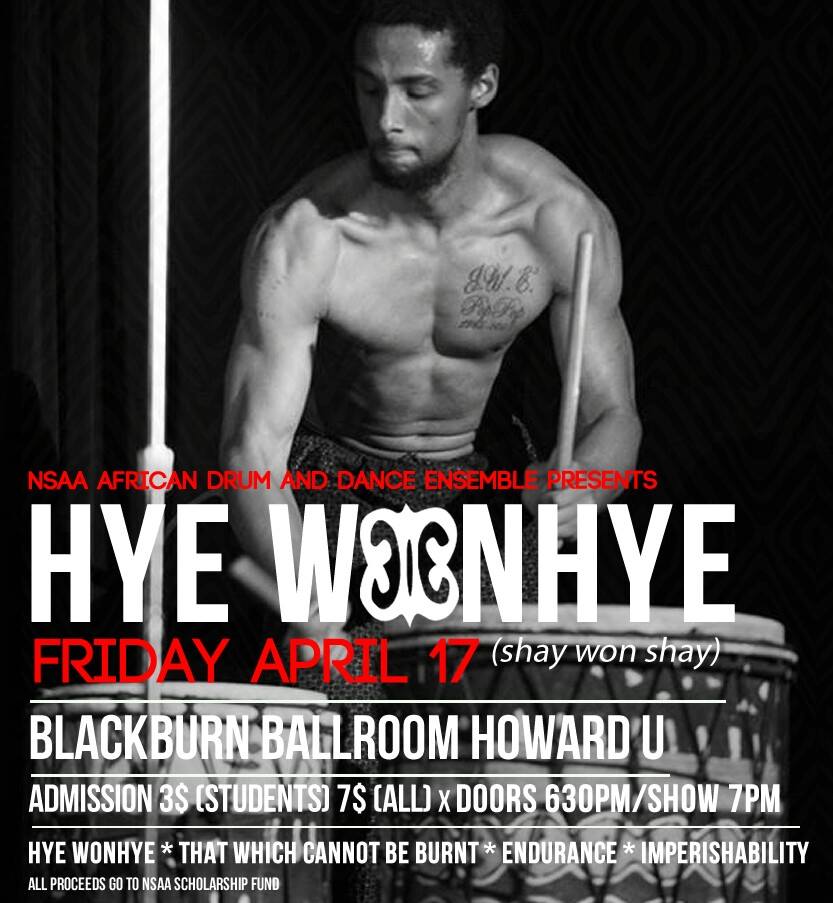 J.W.E.
Pop Pop
NSAA AFRICAN DRUM AND DANCE ENSEMBLE PRESENTS
HYE WONHYE
FRIDAY APRIL 17 (shay won shay)
BLACKBURN BALLROOM HOWARD U
ADMISSION 3$ (STUDENTS) 7$ (ALL) x DOORS 630PM/SHOW 7PM
HYE WONHYE * THAT WHICH CANNOT BE BURNT * ENDURANCE * IMPERISHABILITY
ALL PROCEEDS GO TO NSAA SCHOLARSHIP FUND